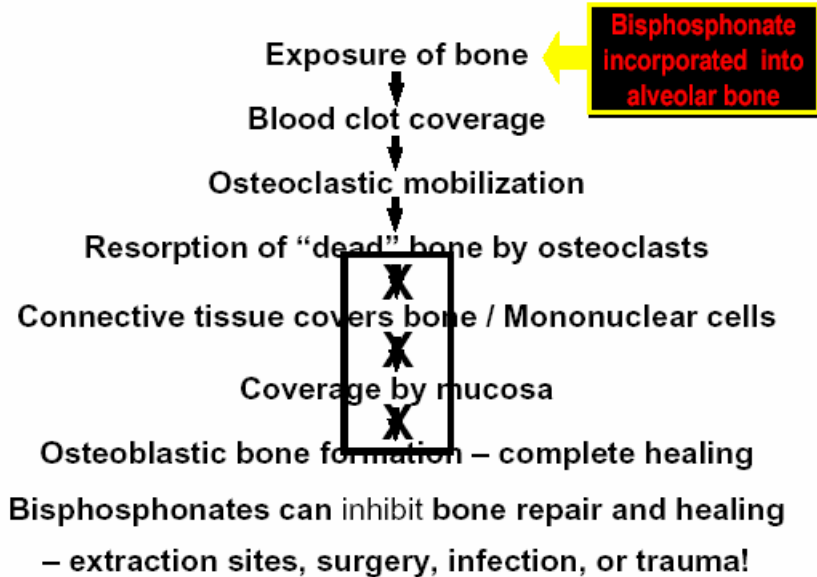 Bisphosphonate
incorporated into
alveolar bone
Exposure of bone
Blood clot coverage
Osteoclastic mobilization
Resorption of “dead” bone by osteoclasts
X
Connective tissue covers bone / Mononuclear cells
X
Coverage by mucosa
X
Osteoblastic bone formation – complete healing
Bisphosphonates can inhibit bone repair and healing
– extraction sites, surgery, infection, or trauma!